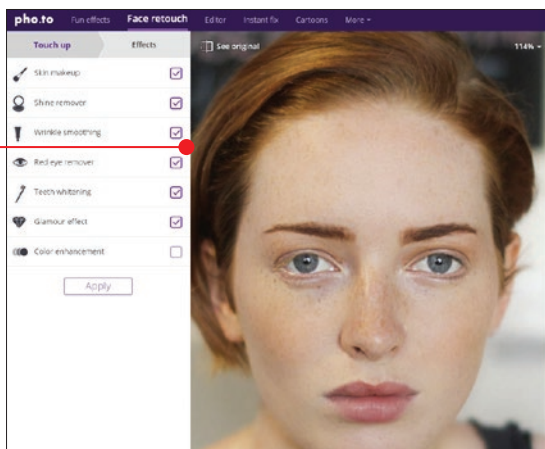 pho.to Fun effects Face retouch Editor Instant fix Cartoons More
Touch up Effects
See original 114%
Skin makeup
Shine remover
Wrinkle smoothing
Red eye remover
Teeth whitening
Glamour effect
Color enhancement
Apply